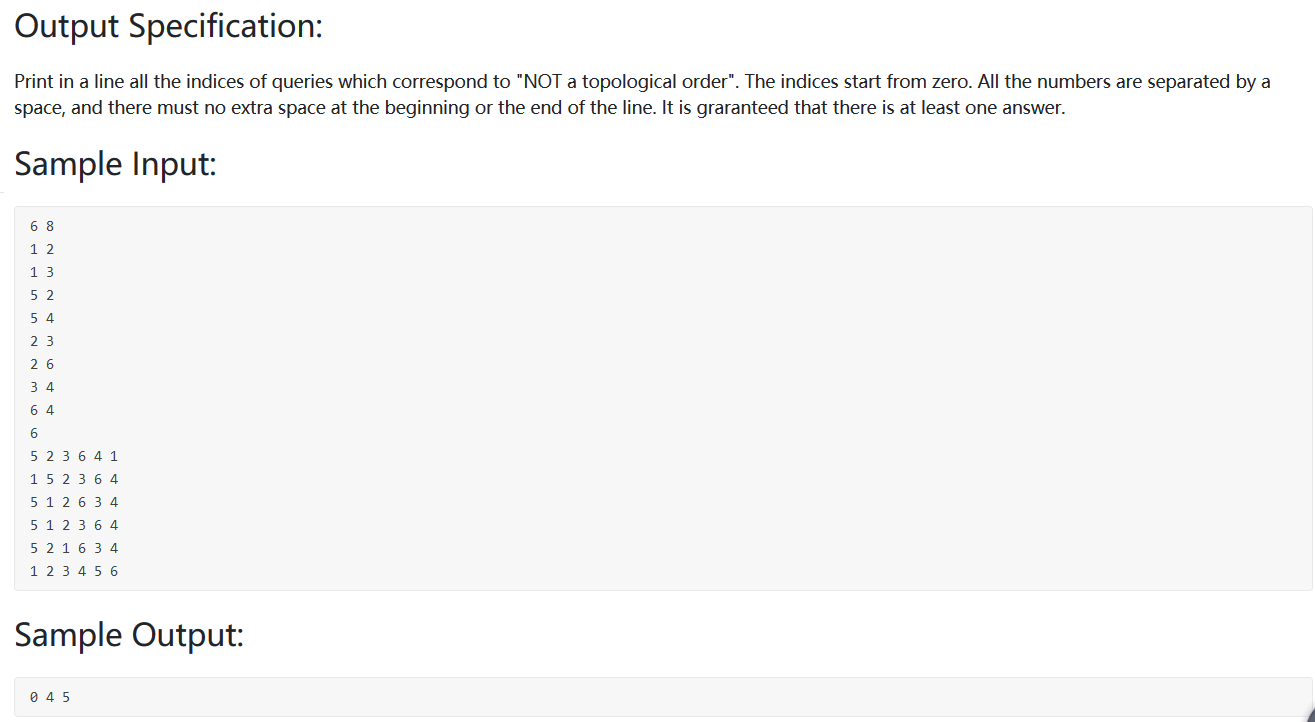 Output Specification:
Print in a line all the indices of queries which correspond to "NOT a topological order". The indices start from zero. All the numbers are separated by a
space, and there must no extra space at the beginning or the end of the line. It is graranteed that there is at least one answer.
Sample Input:
6 8
1 2
1 3
5 2
5 4
2 3
2 6
3 4
6 4
6
5 2 3 6 4 1
1 5 2 3 6 4
5 1 2 6 3 4
5 1 2 3 6 4
5 2 1 6 3 4
1 2 3 4 5 6
Sample Output:
0 4 5